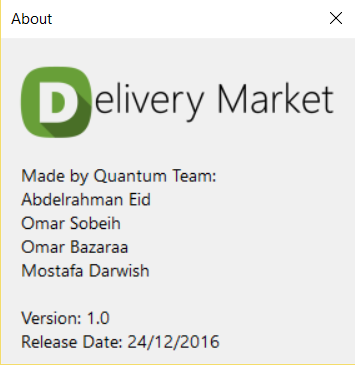 About
Delivery Market
Made by Quantum Team:
Abdelrahman Eid
Omar Sobeih
Omar Bazaraa
Mostafa Darwish
Version: 1.0
Release Date: 24/12/2016